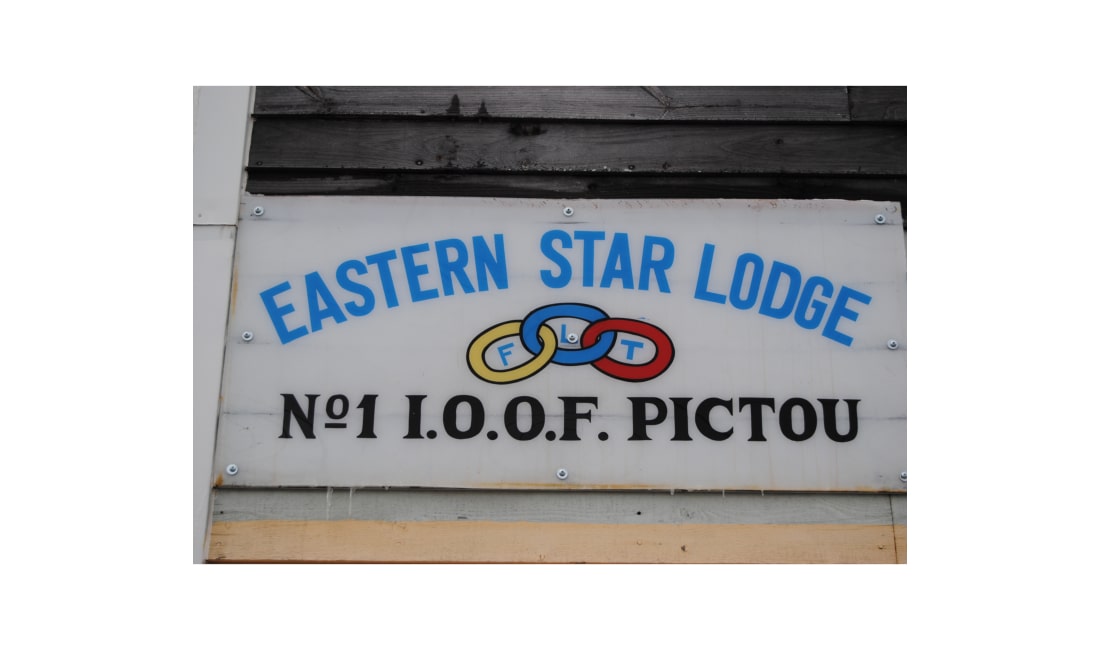 EASTERN STAR LODGE
F L T
Nº1 I.O.O.F. PICTOU